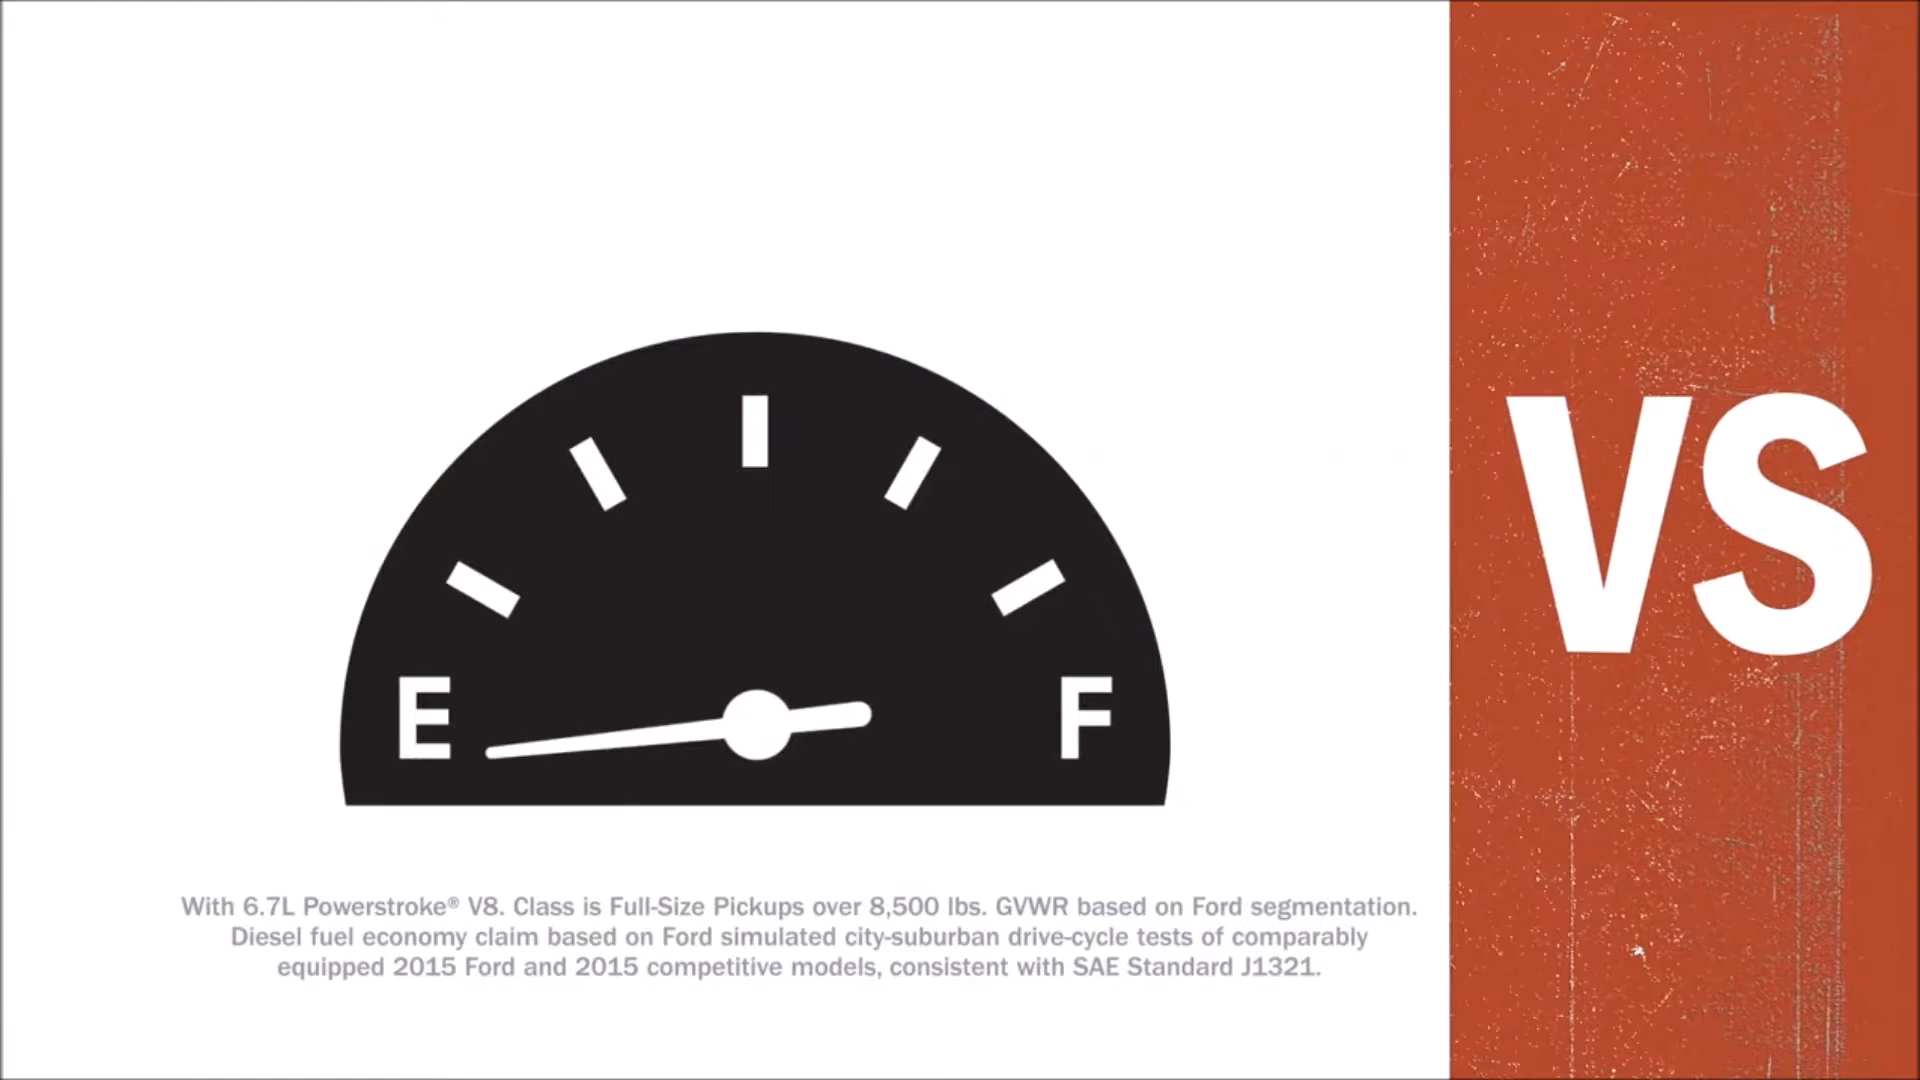 VS
E
F
With 6.7L Powerstroke® V8. Class is Full-Size Pickups over 8,500 lbs. GVWR based on Ford segmentation.
Diesel fuel economy claim based on Ford simulated city-suburban drive-cycle tests of comparably
equipped 2015 Ford and 2015 competitive models, consistent with SAE Standard J1321.